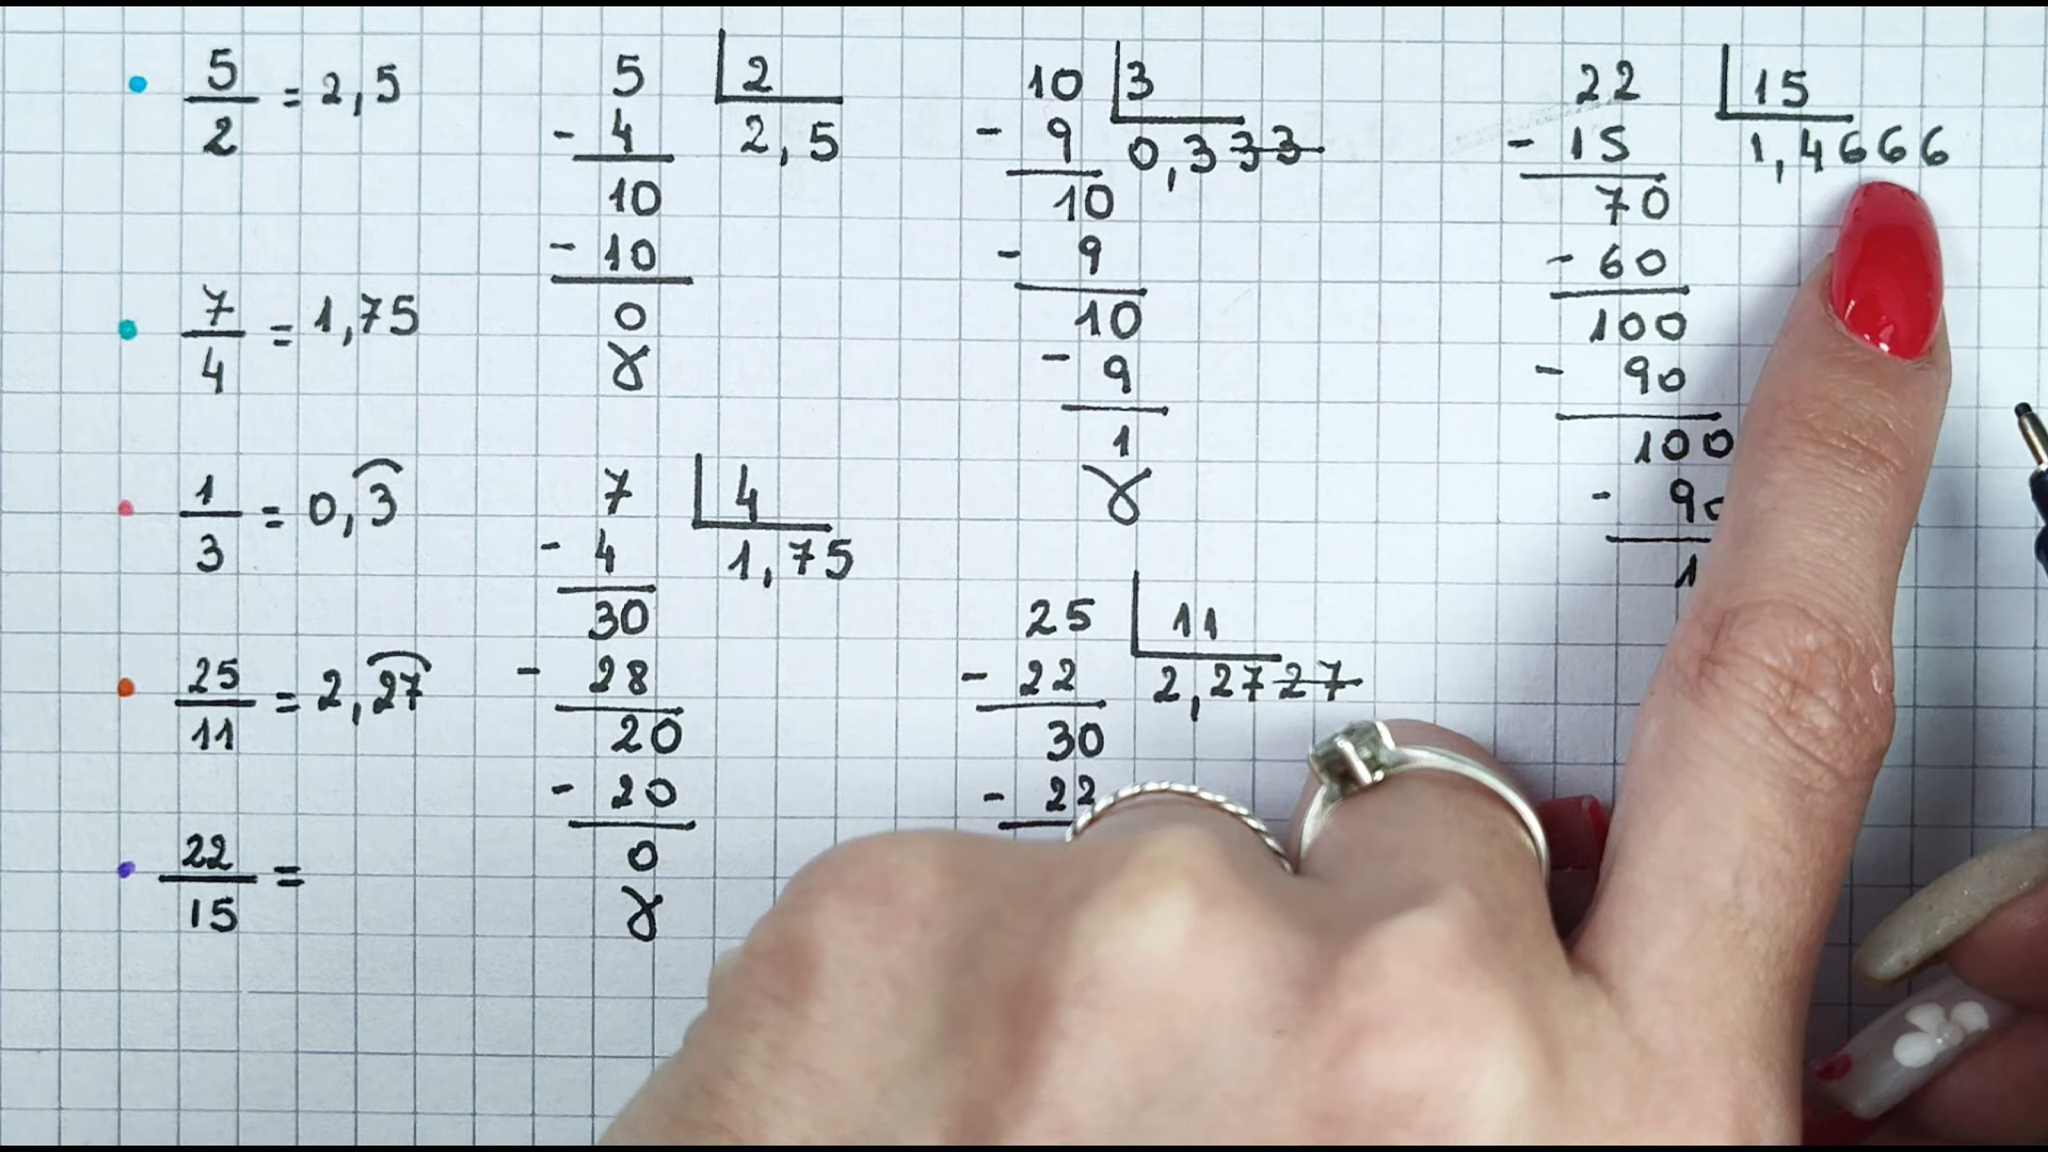 5/2 = 2,5
7/4 = 1,75
1/3 = 0,3̑
25/11 = 2,2͡7
22/15 =
5 | 2
- 4 2,5
10
- 10
0
7 | 4
- 4 1,75
30
- 28
20
- 20
0
10 | 3
- 9 0,333
10
- 9
10
- 9
1
25 | 11
- 22 2,2727
30
- 22
22 | 15
- 15 1,4666
70
- 60
100
- 90
100
- 90
1